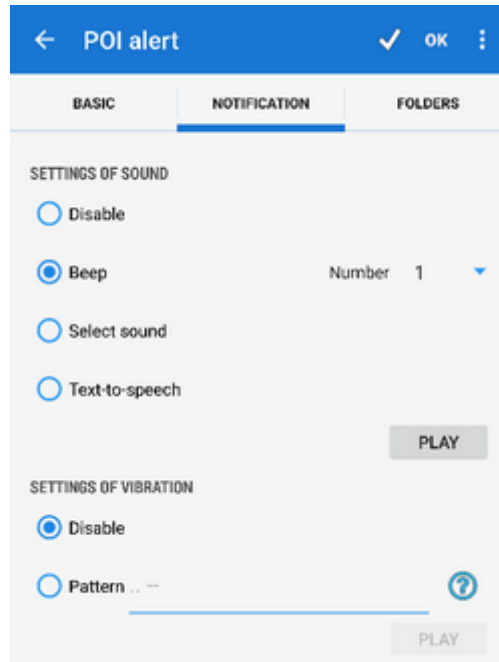 POI alert OK
BASIC NOTIFICATION FOLDERS
SETTINGS OF SOUND
Disable
Beep Number 1
Select sound
Text-to-speech
PLAY
SETTINGS OF VIBRATION
Disable
Pattern .. –
PLAY